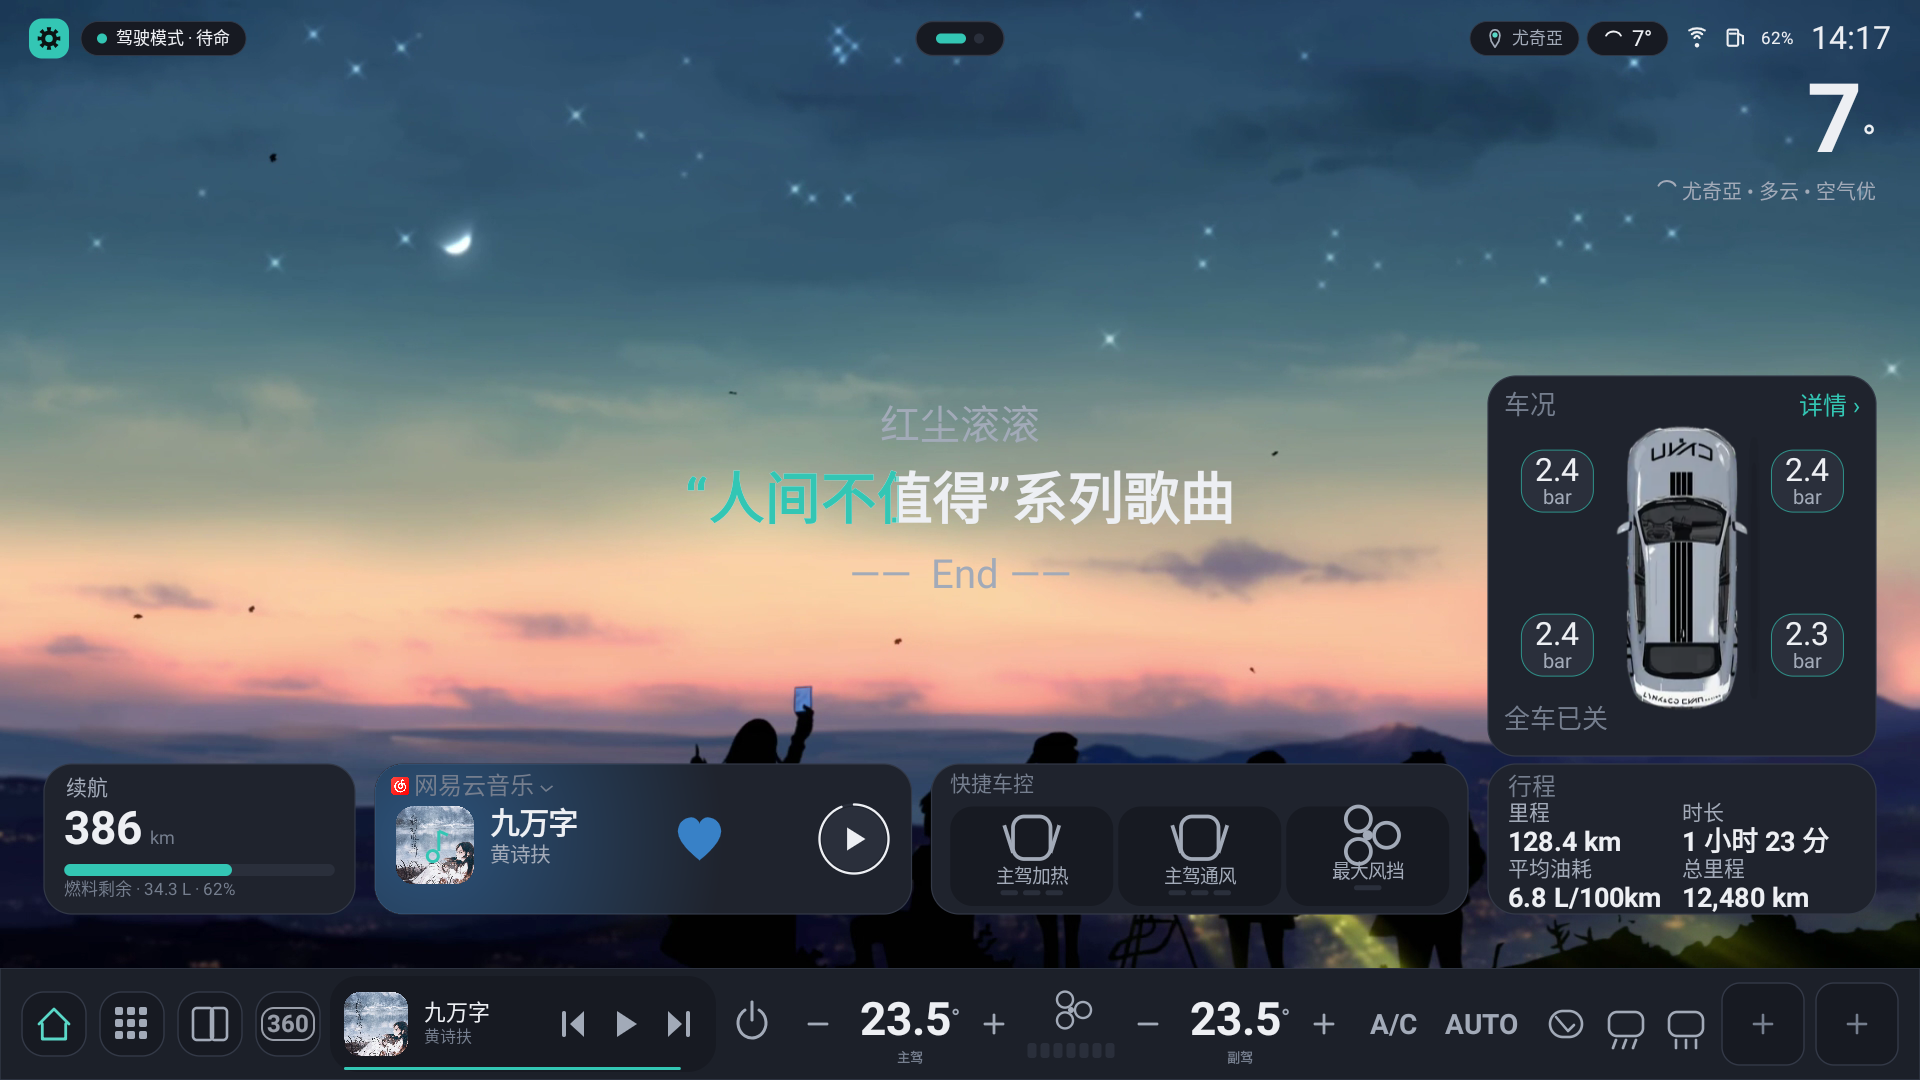 驾驶模式 · 待命
尤奇亞
7°
62%
14:17
7°
尤奇亞 • 多云 • 空气优
红尘滚滚
“人间不值得”系列歌曲
—— End ——
车况
详情 ›
2.4
bar
2.4
bar
2.4
bar
2.3
bar
全车已关
续航
386 km
燃料剩余 · 34.3 L · 62%
网易云音乐
九万字
黄诗扶
快捷车控
主驾加热
主驾通风
最大风挡
行程
里程
时长
128.4 km
1 小时 23 分
平均油耗
总里程
6.8 L/100km
12,480 km
360
九万字
黄诗扶
23.5°
主驾
23.5°
副驾
A/C
AUTO